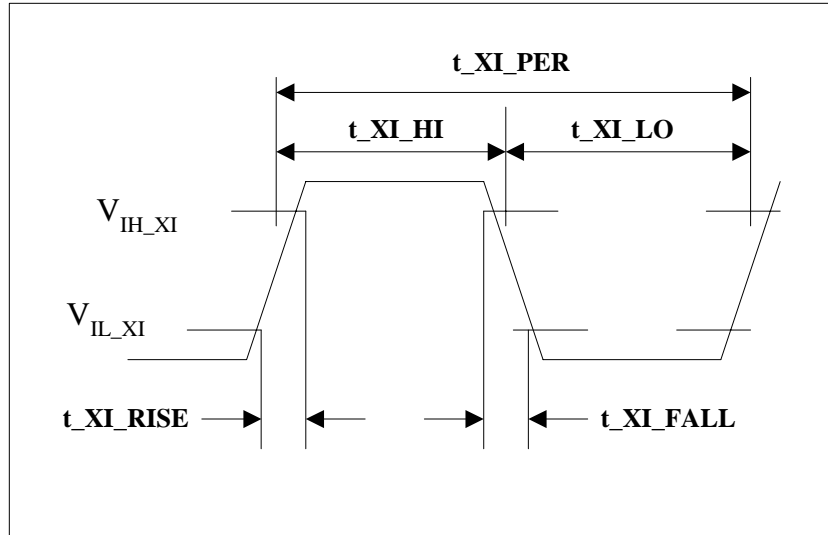 t_XI_PER
t_XI_HI t_XI_LO
V_IH_XI
V_IL_XI
t_XI_RISE t_XI_FALL